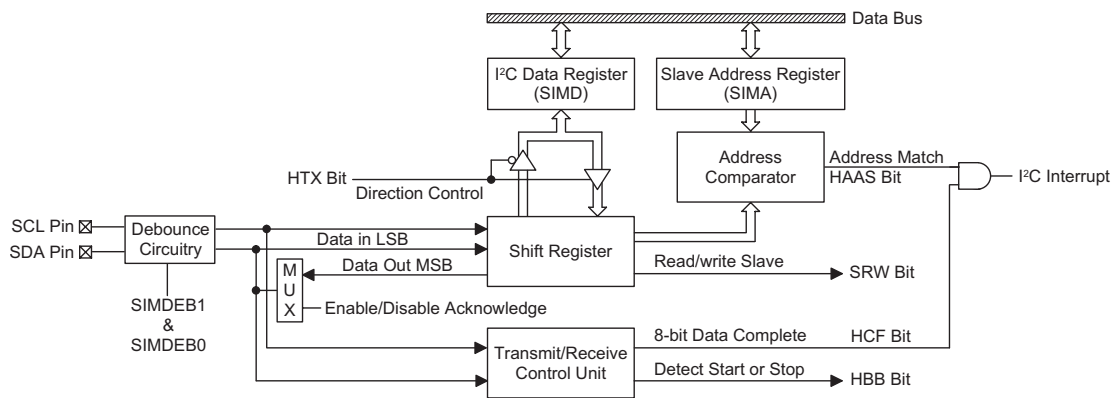 Data Bus
I²C Data Register
(SIMD)
Slave Address Register
(SIMA)
HTX Bit
Direction Control
Address
Comparator
Address Match
HAAS Bit
I²C Interrupt
SCL Pin
SDA Pin
Debounce
Circuitry
Data in LSB
Shift Register
Data Out MSB
Read/write Slave
SRW Bit
M
U
X
Enable/Disable Acknowledge
SIMDEB1
&
SIMDEB0
Transmit/Receive
Control Unit
8-bit Data Complete
HCF Bit
Detect Start or Stop
HBB Bit